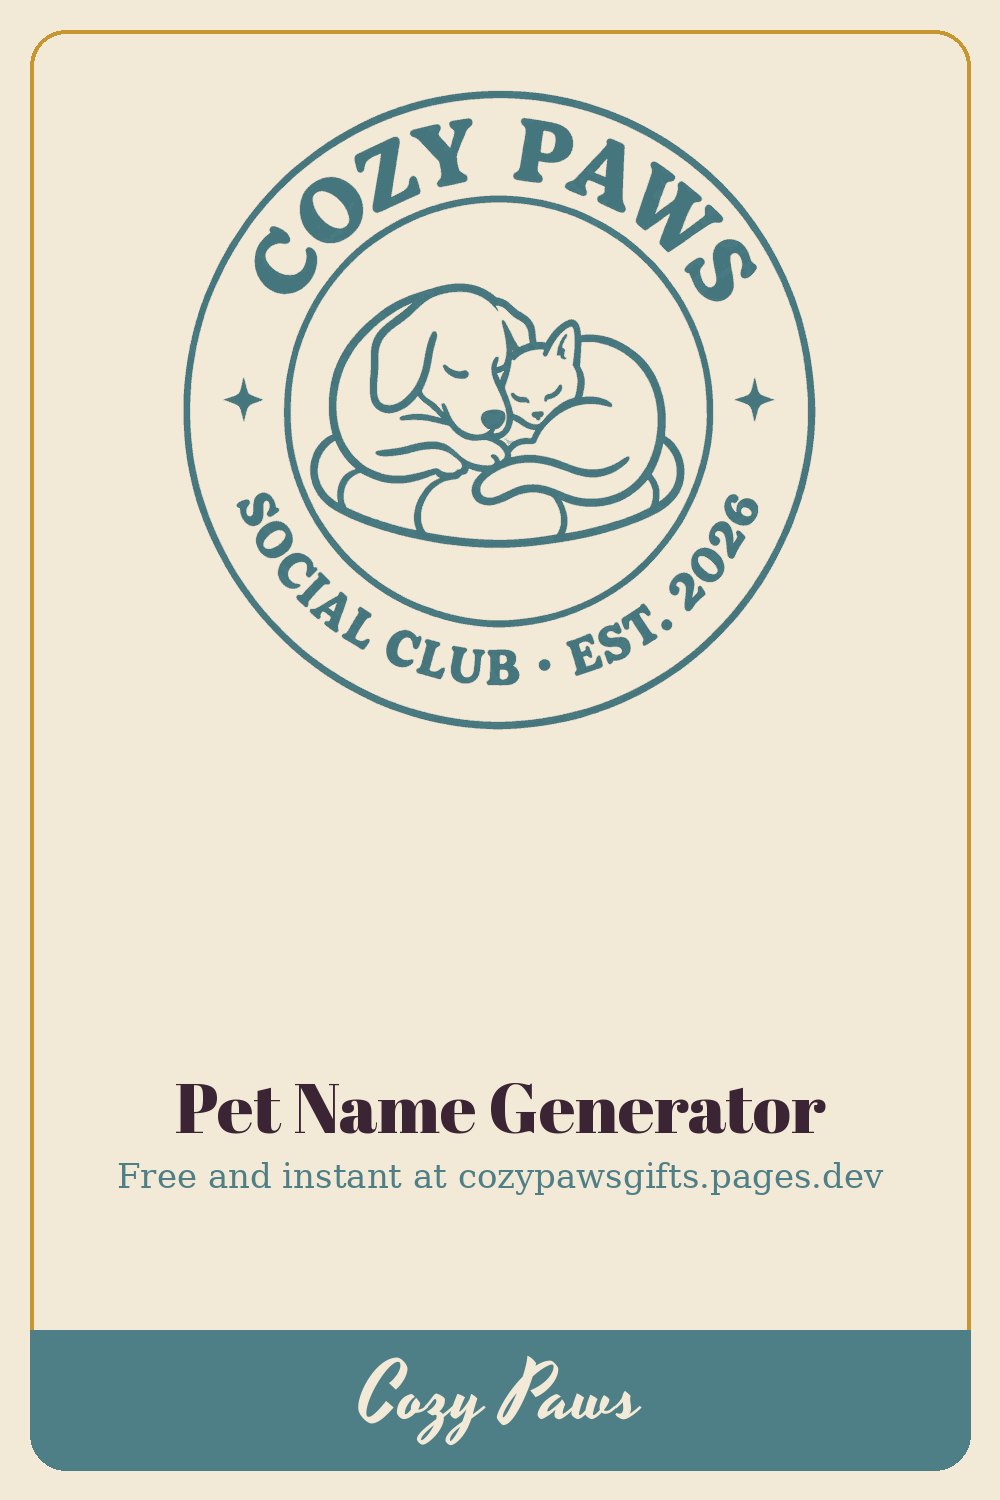 COZY PAWS
SOCIAL CLUB · EST. 2026
Pet Name Generator
Free and instant at cozypawsgifts.pages.dev
Cozy Paws